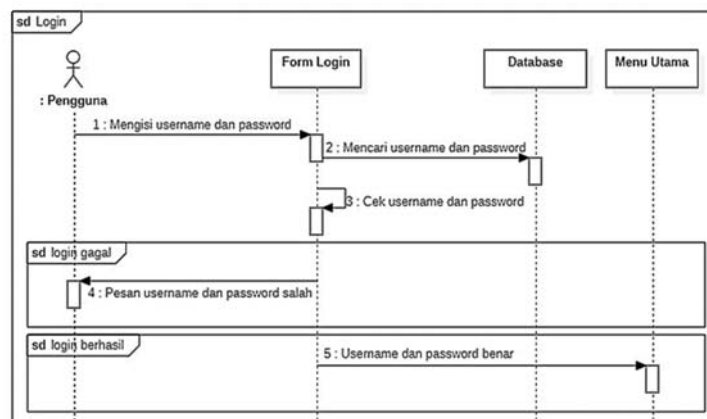 sd Login
Form Login
Database
Menu Utama
: Pengguna
1 : Mengisi username dan password
2 : Mencari username dan password
3 : Cek username dan password
sd login gagal
4 : Pesan username dan password salah
sd login berhasil
5 : Username dan password benar